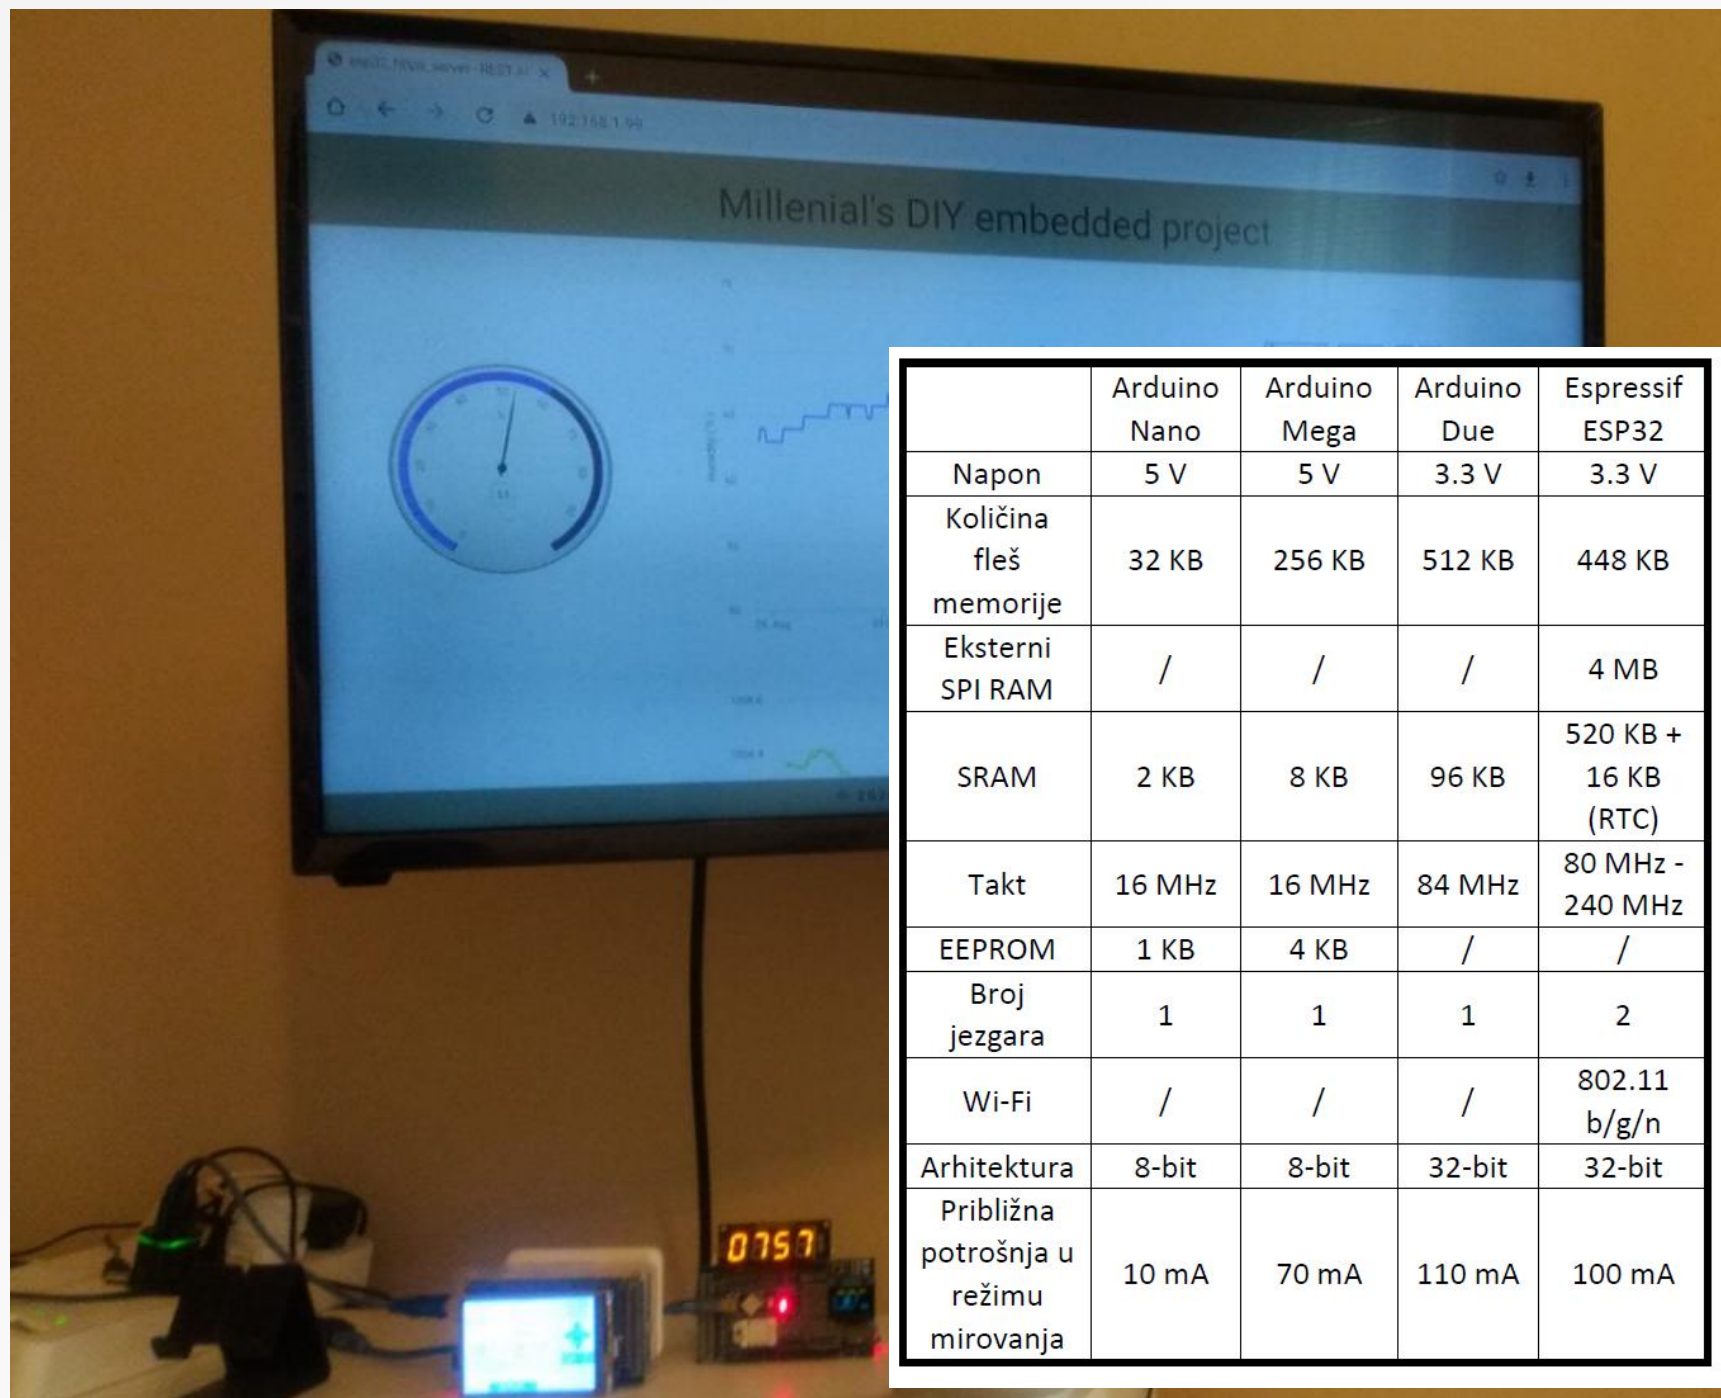 192.168.1.99
Millenial's DIY embedded project
Arduino Nano
Arduino Mega
Arduino Due
Espressif ESP32
Napon
5 V
5 V
3.3 V
3.3 V
Količina fleš memorije
32 KB
256 KB
512 KB
448 KB
Eksterni SPI RAM
/
/
/
4 MB
SRAM
2 KB
8 KB
96 KB
520 KB + 16 KB (RTC)
Takt
16 MHz
16 MHz
84 MHz
80 MHz - 240 MHz
EEPROM
1 KB
4 KB
/
/
Broj jezgara
1
1
1
2
Wi-Fi
/
/
/
802.11 b/g/n
Arhitektura
8-bit
8-bit
32-bit
32-bit
Približna potrošnja u režimu mirovanja
10 mA
70 mA
110 mA
100 mA
0757